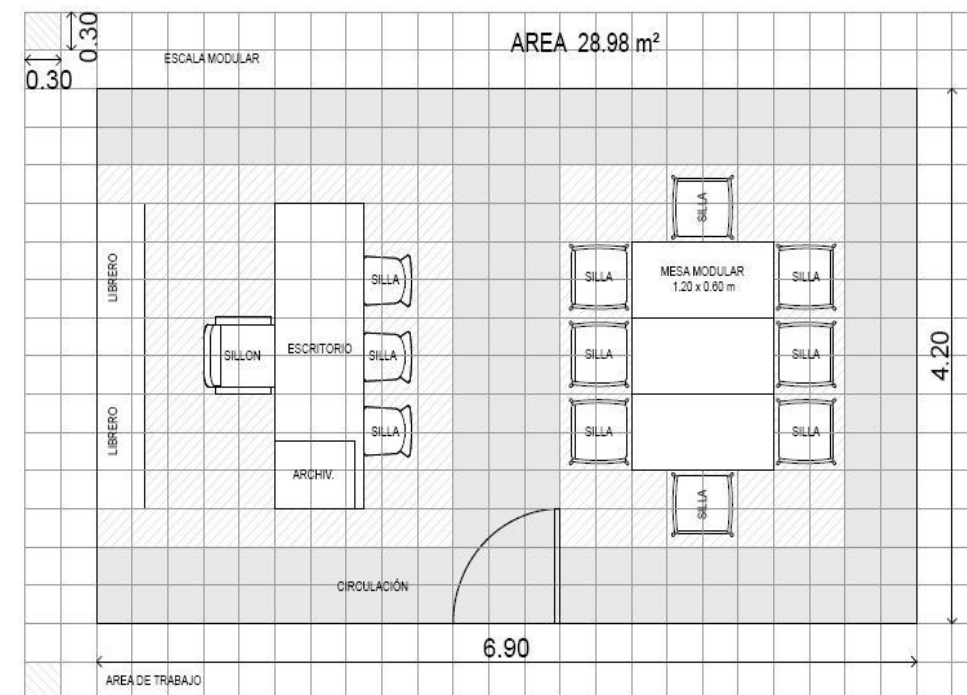 0.30
0.30
ESCALA MODULAR
AREA 28.98 m²
SILLA
LIBRERO
SILLA
SILLA
MESA MODULAR
1.20 x 0.60 m
SILLA
SILLON
ESCRITORIO
SILLA
SILLA
SILLA
4.20
LIBRERO
SILLA
SILLA
SILLA
ARCHIV.
SILLA
CIRCULACIÓN
6.90
AREA DE TRABAJO